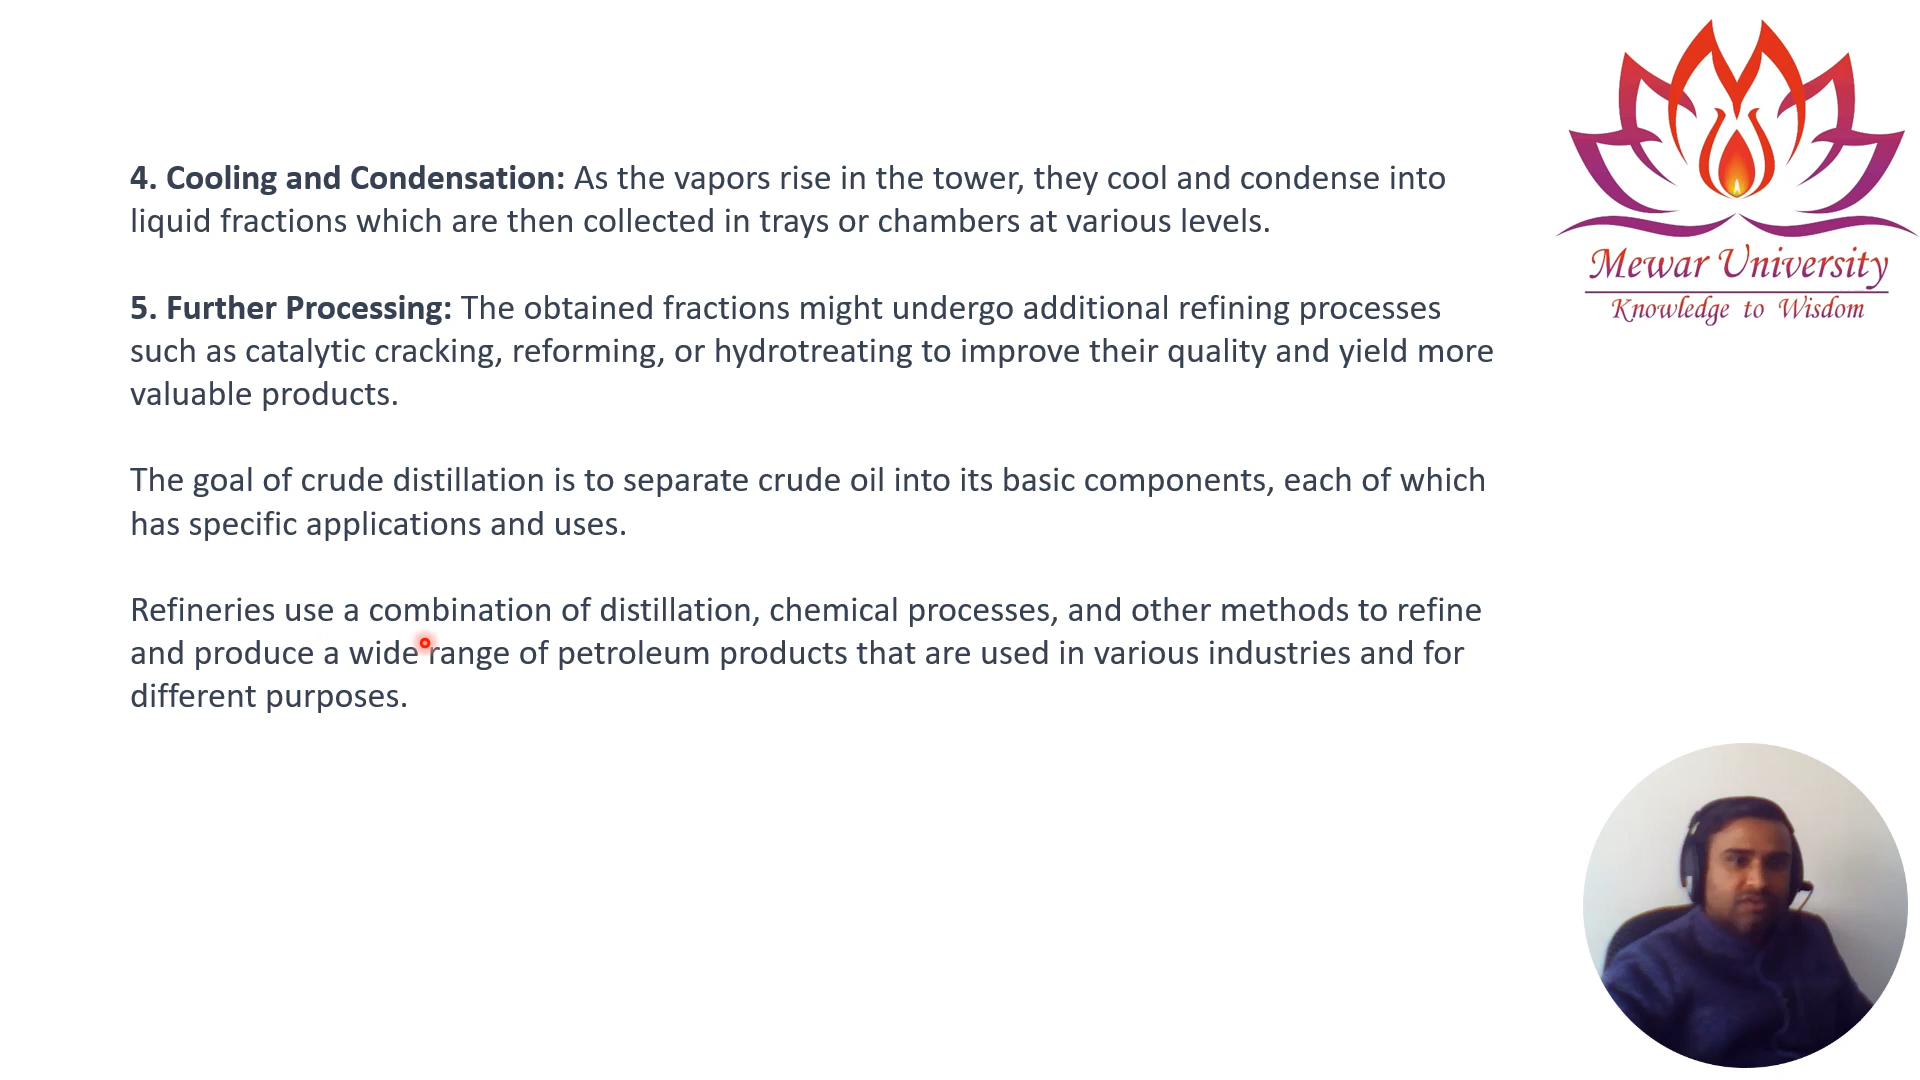 4. Cooling and Condensation: As the vapors rise in the tower, they cool and condense into
liquid fractions which are then collected in trays or chambers at various levels.
5. Further Processing: The obtained fractions might undergo additional refining processes
such as catalytic cracking, reforming, or hydrotreating to improve their quality and yield more
valuable products.
The goal of crude distillation is to separate crude oil into its basic components, each of which
has specific applications and uses.
Refineries use a combination of distillation, chemical processes, and other methods to refine
and produce a wide range of petroleum products that are used in various industries and for
different purposes.
Mewar University
Knowledge to Wisdom